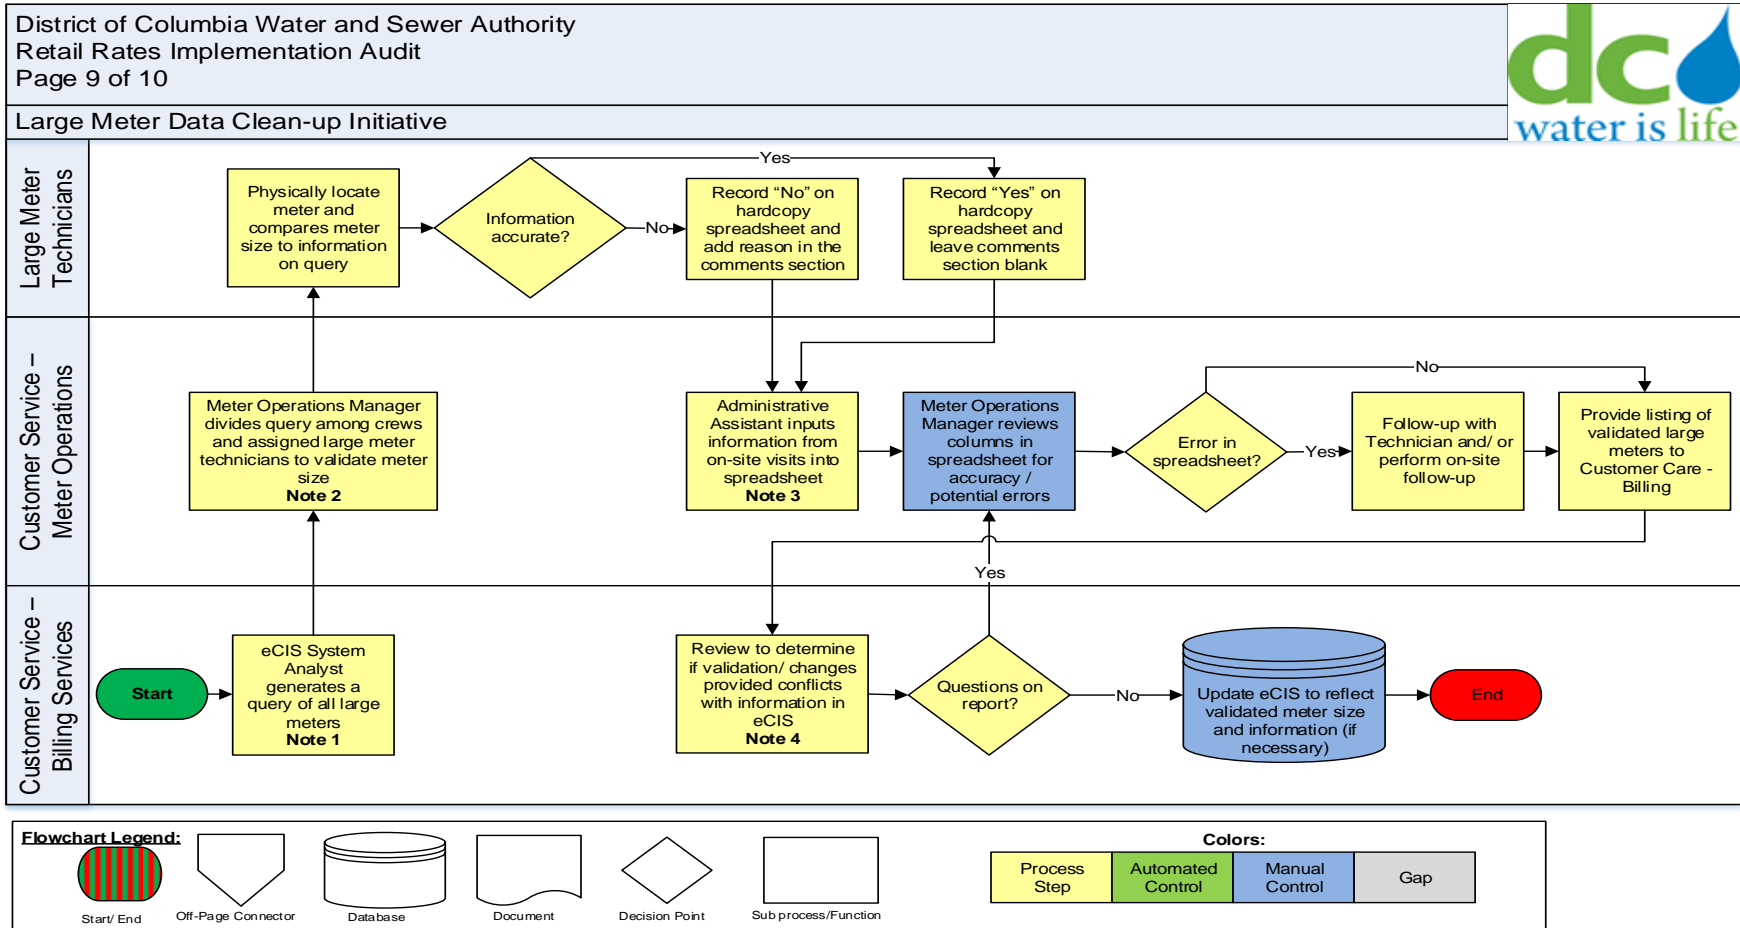 District of Columbia Water and Sewer Authority
Retail Rates Implementation Audit
Page 9 of 10
dc
water is life
Large Meter Data Clean-up Initiative
Large Meter
Technicians
Physically locate
meter and
compares meter
size to information
on query
Information
accurate?
Yes
No
Record “No” on
hardcopy
spreadsheet and
add reason in the
comments section
Record “Yes” on
hardcopy
spreadsheet and
leave comments
section blank
Customer Service –
Meter Operations
Meter Operations Manager
divides query among crews
and assigned large meter
technicians to validate meter
size
Note 2
Administrative
Assistant inputs
information from
on-site visits into
spreadsheet
Note 3
Meter Operations
Manager reviews
columns in
spreadsheet for
accuracy /
potential errors
Error in
spreadsheet?
No
Yes
Follow-up with
Technician and/ or
perform on-site
follow-up
Provide listing of
validated large
meters to
Customer Care -
Billing
Customer Service –
Billing Services
Start
eCIS System
Analyst
generates a
query of all large
meters
Note 1
Review to determine
if validation/ changes
provided conflicts
with information in
eCIS
Note 4
Questions on
report?
Yes
No
Update eCIS to reflect
validated meter size
and information (if
necessary)
End
Flowchart Legend:
Start/ End
Off-Page Connector
Database
Document
Decision Point
Sub process/Function
Colors:
Process
Step
Automated
Control
Manual
Control
Gap